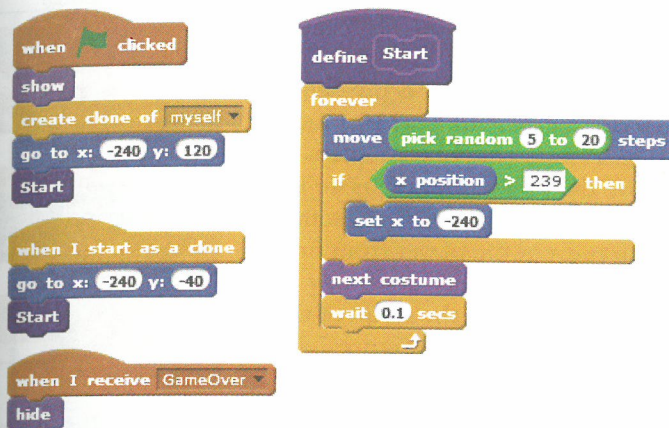 when clicked
show
create clone of myself
go to x: -240 y: 120
Start
when I start as a clone
go to x: -240 y: -40
Start
when I receive GameOver
hide
define Start
forever
move pick random 5 to 20 steps
if x position > 239 then
set x to -240
next costume
wait 0.1 secs